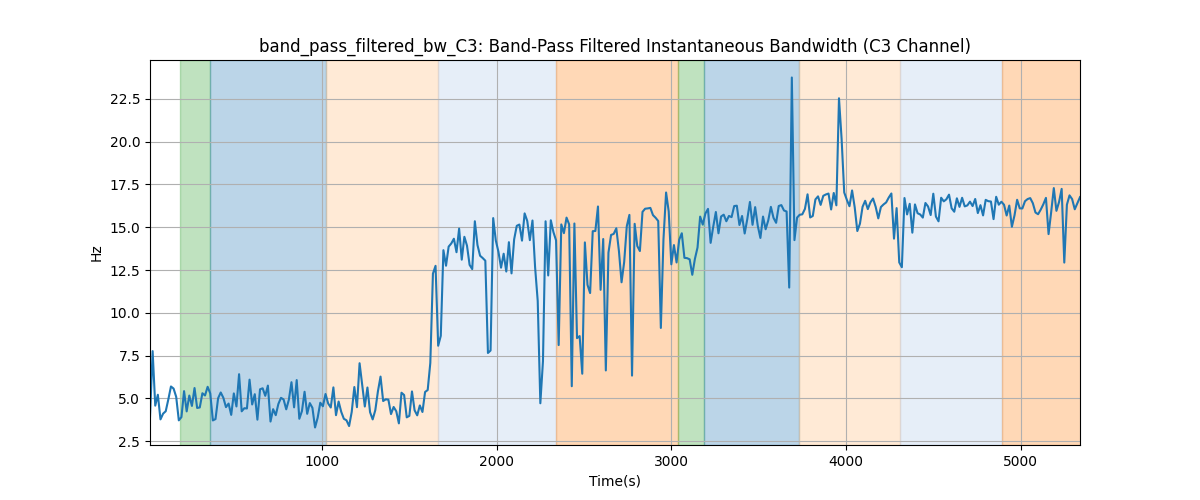 band_pass_filtered_bw_C3: Band-Pass Filtered Instantaneous Bandwidth (C3 Channel)
22.5
20.0
17.5
15.0
12.5
10.0
7.5
5.0
2.5
Hz
1000 2000 3000 4000 5000
Time(s)